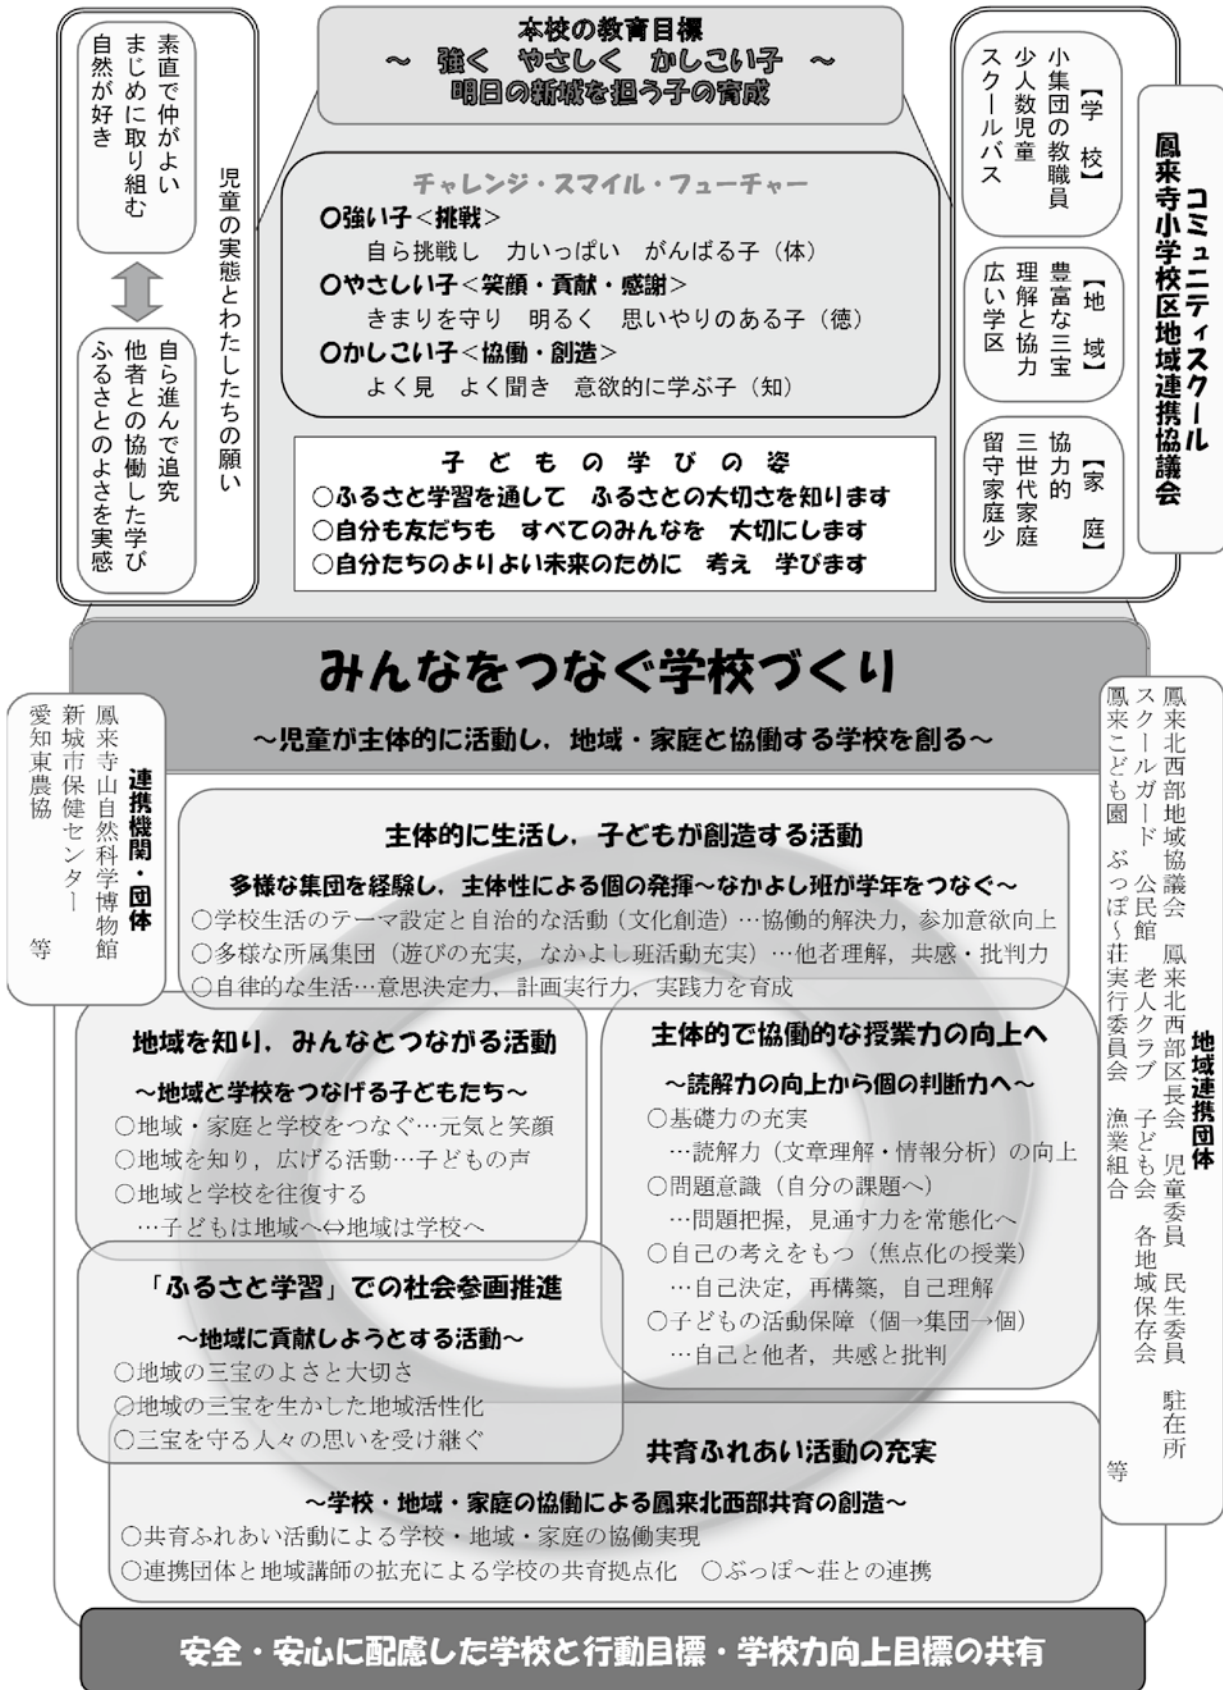 本校の教育目標
～　強く　やさしく　かしこい子　～
明日の新城を担う子の育成
児童の実態とわたしたちの願い
素直で仲がよい
まじめに取り組む
自然が好き
自ら進んで追究
他者との協働した学び
ふるさとのよさを実感
チャレンジ・スマイル・フューチャー
〇強い子＜挑戦＞
自ら挑戦し　力いっぱい　がんばる子（体）
〇やさしい子＜笑顔・貢献・感謝＞
きまりを守り　明るく　思いやりのある子（徳）
〇かしこい子＜協働・創造＞
よく見　よく聞き　意欲的に学ぶ子（知）
子どもの学びの姿
〇ふるさと学習を通して　ふるさとの大切さを知ります
〇自分も友だちも　すべてのみんなを　大切にします
〇自分たちのよりよい未来のために　考え　学びます
コミュニティスクール
鳳来寺小学校区地域連携協議会
【学　校】
小集団の教職員
少人数児童
スクールバス
【地　域】
豊富な三宝
理解と協力
広い学区
【家　庭】
協力的
三世代家庭
留守家庭少
みんなをつなぐ学校づくり
～児童が主体的に活動し，地域・家庭と協働する学校を創る～
連携機関・団体
鳳来寺山自然科学博物館
新城市保健センター
愛知東農協　等
地域連携団体
鳳来北西部地域協議会　鳳来北西部区長会　児童委員　民生委員　駐在所
スクールガード　公民館　老人クラブ　子ども会　各地域保存会
鳳来こども園　ぶっぽ～荘実行委員会　漁業組合　等
主体的に生活し，子どもが創造する活動
多様な集団を経験し，主体性による個の発揮～なかよし班が学年をつなぐ～
〇学校生活のテーマ設定と自治的な活動（文化創造）…協働的解決力，参加意欲向上
〇多様な所属集団（遊びの充実，なかよし班活動充実）…他者理解，共感・批判力
〇自律的な生活…意思決定力，計画実行力，実践力を育成
地域を知り，みんなとつながる活動
～地域と学校をつなげる子どもたち～
〇地域・家庭と学校をつなぐ…元気と笑顔
〇地域を知り，広げる活動…子どもの声
〇地域と学校を往復する
…子どもは地域へ⇔地域は学校へ
主体的で協働的な授業力の向上へ
～読解力の向上から個の判断力へ～
〇基礎力の充実
…読解力（文章理解・情報分析）の向上
〇問題意識（自分の課題へ）
…問題把握，見通す力を常態化へ
〇自己の考えをもつ（焦点化の授業）
…自己決定，再構築，自己理解
〇子どもの活動保障（個→集団→個）
…自己と他者，共感と批判
「ふるさと学習」での社会参画推進
～地域に貢献しようとする活動～
〇地域の三宝のよさと大切さ
〇地域の三宝を生かした地域活性化
〇三宝を守る人々の思いを受け継ぐ
共育ふれあい活動の充実
～学校・地域・家庭の協働による鳳来北西部共育の創造～
〇共育ふれあい活動による学校・地域・家庭の協働実現
〇連携団体と地域講師の拡充による学校の共育拠点化　〇ぶっぽ～荘との連携
安全・安心に配慮した学校と行動目標・学校力向上目標の共有